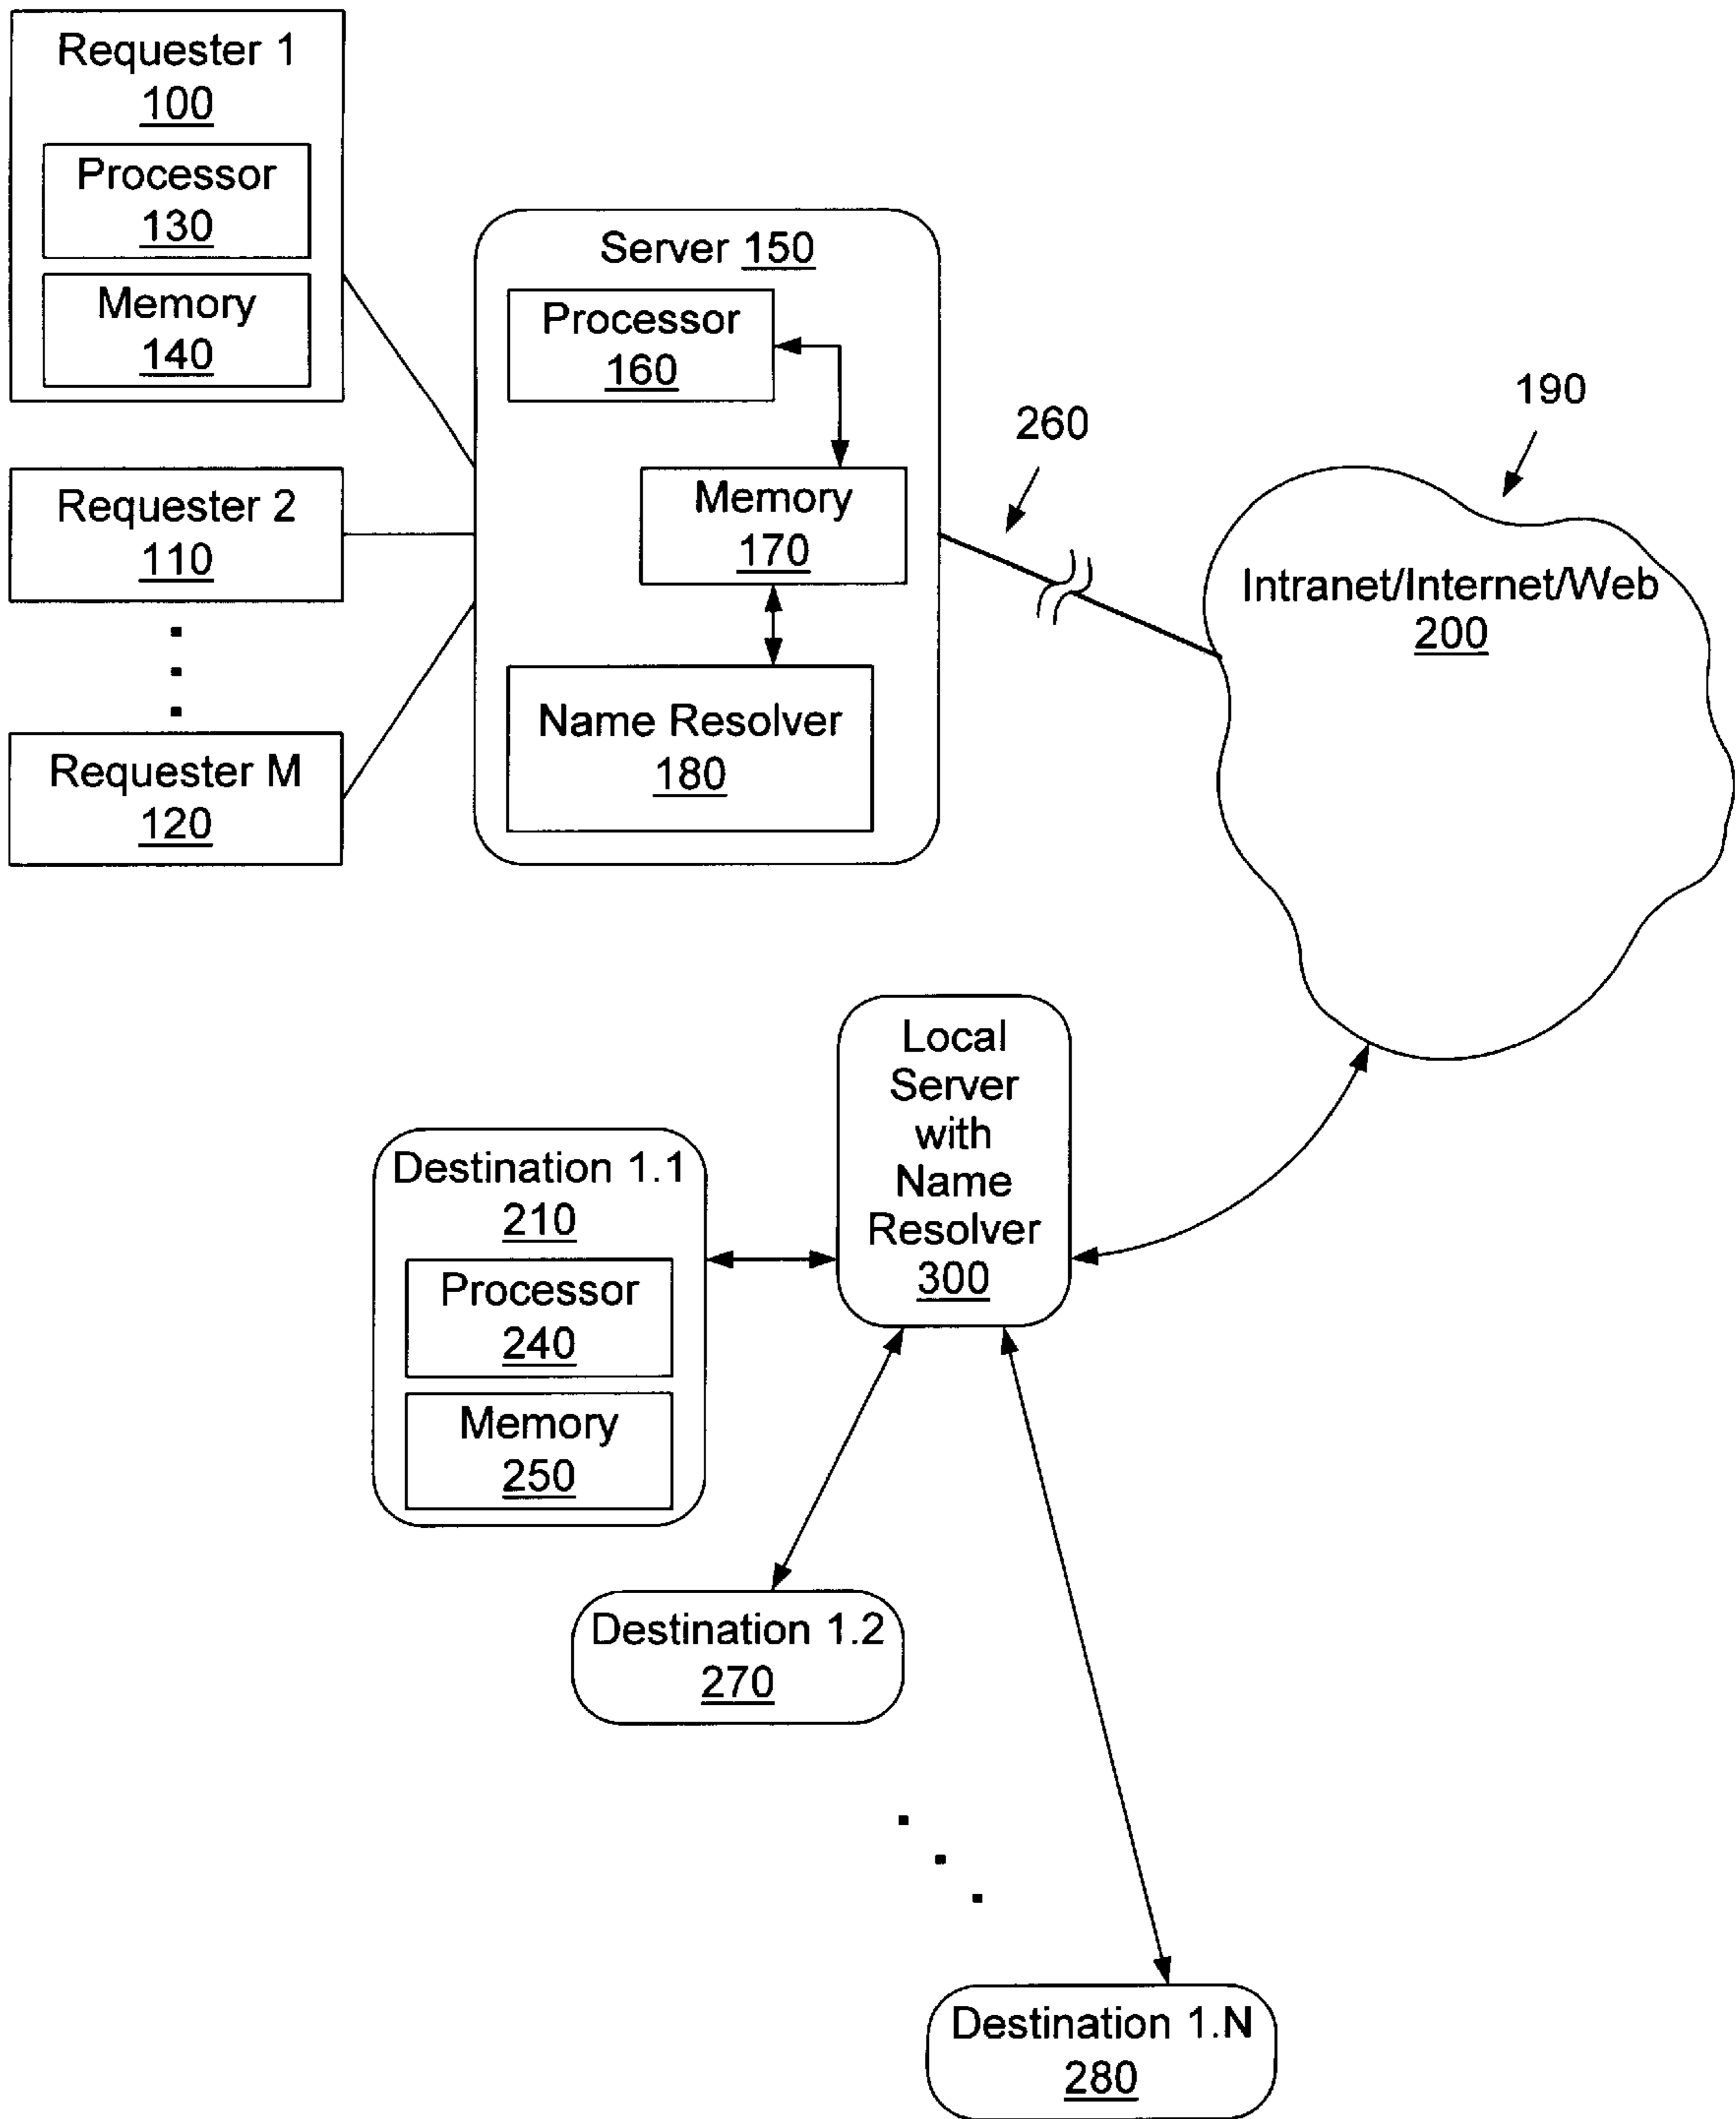 Requester 1
100
Processor
130
Memory
140
Requester 2
110
Requester M
120
Server 150
Processor
160
Memory
170
Name Resolver
180
260
190
Intranet/Internet/Web
200
Local
Server
with
Name
Resolver
300
Destination 1.1
210
Processor
240
Memory
250
Destination 1.2
270
Destination 1.N
280